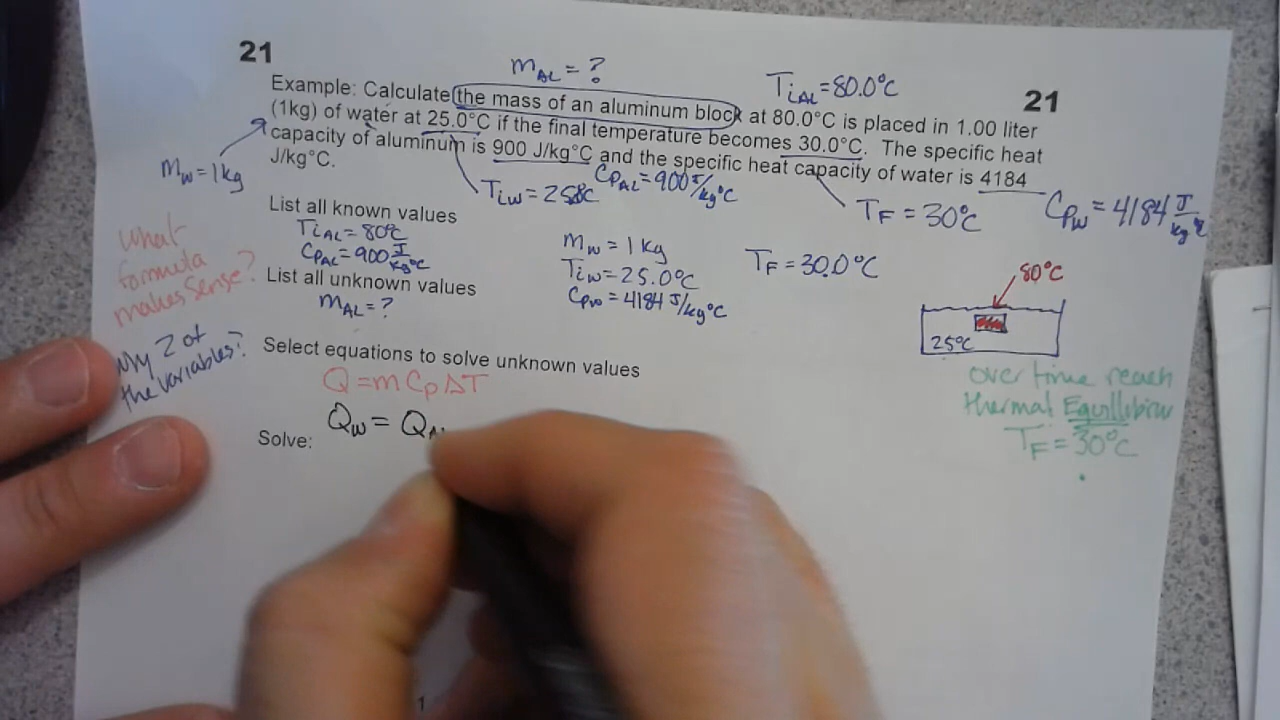 21
21
m_AL = ?
T_iAL = 80.0°C
Example: Calculate the mass of an aluminum block at 80.0°C is placed in 1.00 liter
(1kg) of water at 25.0°C if the final temperature becomes 30.0°C. The specific heat
capacity of aluminum is 900 J/kg°C and the specific heat capacity of water is 4184
J/kg°C.
m_w = 1kg
T_iw = 25°C
C_PAL = 900 J/kg°C
T_F = 30°C
C_Pw = 4184 J/kg°C
List all known values
T_iAL = 80°C
C_PAL = 900 J/kg°C
m_w = 1 kg
T_iw = 25.0°C
C_Pw = 4184 J/kg°C
T_F = 30.0°C
What
formula
makes sense?
List all unknown values
m_AL = ?
80°C
25°C
Why 2 of
the variables?
Select equations to solve unknown values
Q = m C_P ΔT
Q_w = Q
over time reach
thermal Equillibriu
T_F = 30°C
Solve:
1